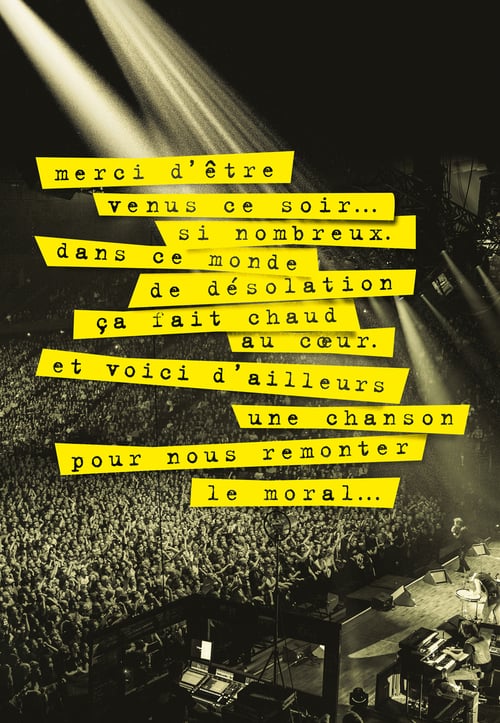 merci d'être
venus ce soir...
si nombreux.
dans ce monde
de désolation
ça fait chaud
au cœur.
et voici d'ailleurs
une chanson
pour nous remonter
le moral...